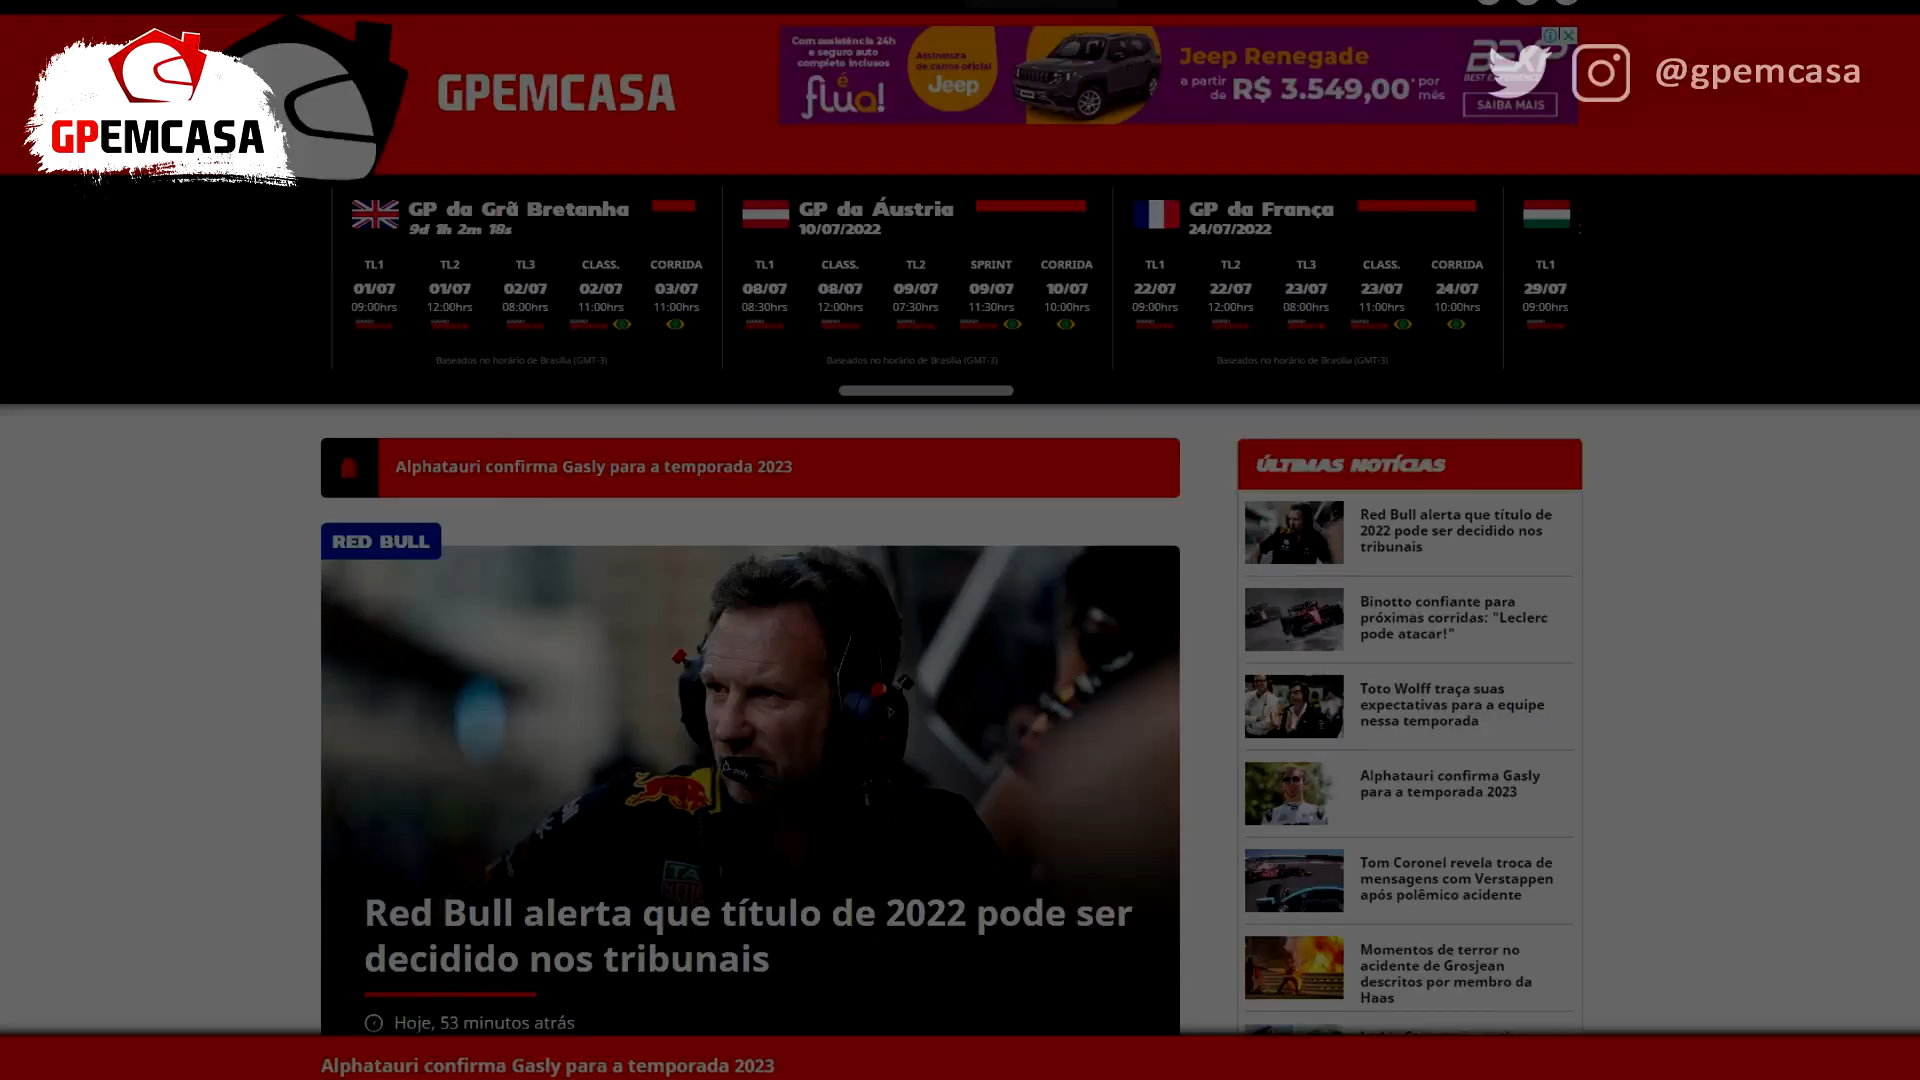 GPEMCASA
GPEMCASA
Com assistência 24h
e seguro auto
completo inclusos
é
flua!
Assinatura
de carros oficial
Jeep
Jeep Renegade
a partir
de R$ 3.549,00* por
mês
SAIBA MAIS
@gpemcasa
GP da Grã Bretanha
9d 1h 2m 18s
TL1 TL2 TL3 CLASS. CORRIDA
01/07 01/07 02/07 02/07 03/07
09:00hrs 12:00hrs 08:00hrs 11:00hrs 11:00hrs
Baseados no horário de Brasília (GMT-3)
GP da Áustria
10/07/2022
TL1 CLASS. TL2 SPRINT CORRIDA
08/07 08/07 09/07 09/07 10/07
08:30hrs 12:00hrs 07:30hrs 11:30hrs 10:00hrs
Baseados no horário de Brasília (GMT-3)
GP da França
24/07/2022
TL1 TL2 TL3 CLASS. CORRIDA
22/07 22/07 23/07 23/07 24/07
09:00hrs 12:00hrs 08:00hrs 11:00hrs 10:00hrs
Baseados no horário de Brasília (GMT-3)
TL1
29/07
09:00hrs
Alphatauri confirma Gasly para a temporada 2023
RED BULL
poly
TA
Red Bull alerta que título de 2022 pode ser
decidido nos tribunais
Hoje, 53 minutos atrás
ÚLTIMAS NOTÍCIAS
Red Bull alerta que título de
2022 pode ser decidido nos
tribunais
Binotto confiante para
próximas corridas: "Leclerc
pode atacar!"
Toto Wolff traça suas
expectativas para a equipe
nessa temporada
Alphatauri confirma Gasly
para a temporada 2023
Tom Coronel revela troca de
mensagens com Verstappen
após polêmico acidente
Momentos de terror no
acidente de Grosjean
descritos por membro da
Haas
Alphatauri confirma Gasly para a temporada 2023